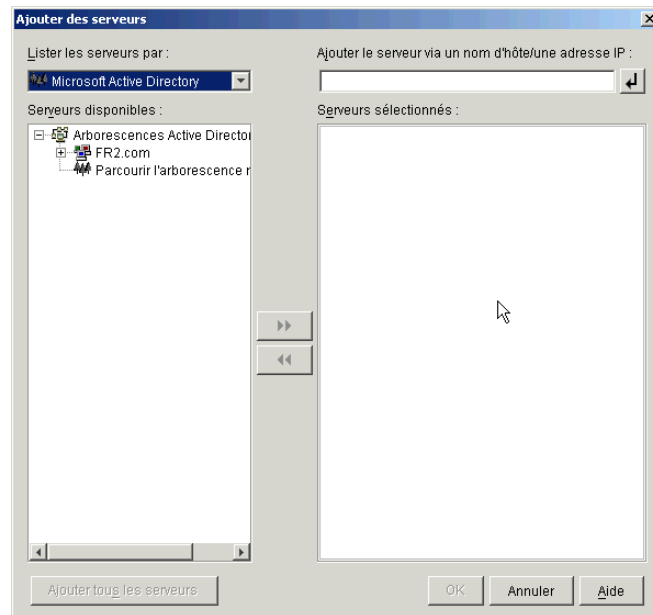 Ajouter des serveurs
Lister les serveurs par :
Microsoft Active Directory
Serveurs disponibles :
Arborescences Active Directo
FR2.com
Parcourir l'arborescence r
Ajouter le serveur via un nom d'hôte/une adresse IP :
Serveurs sélectionnés :
Ajouter tous les serveurs
OK
Annuler
Aide